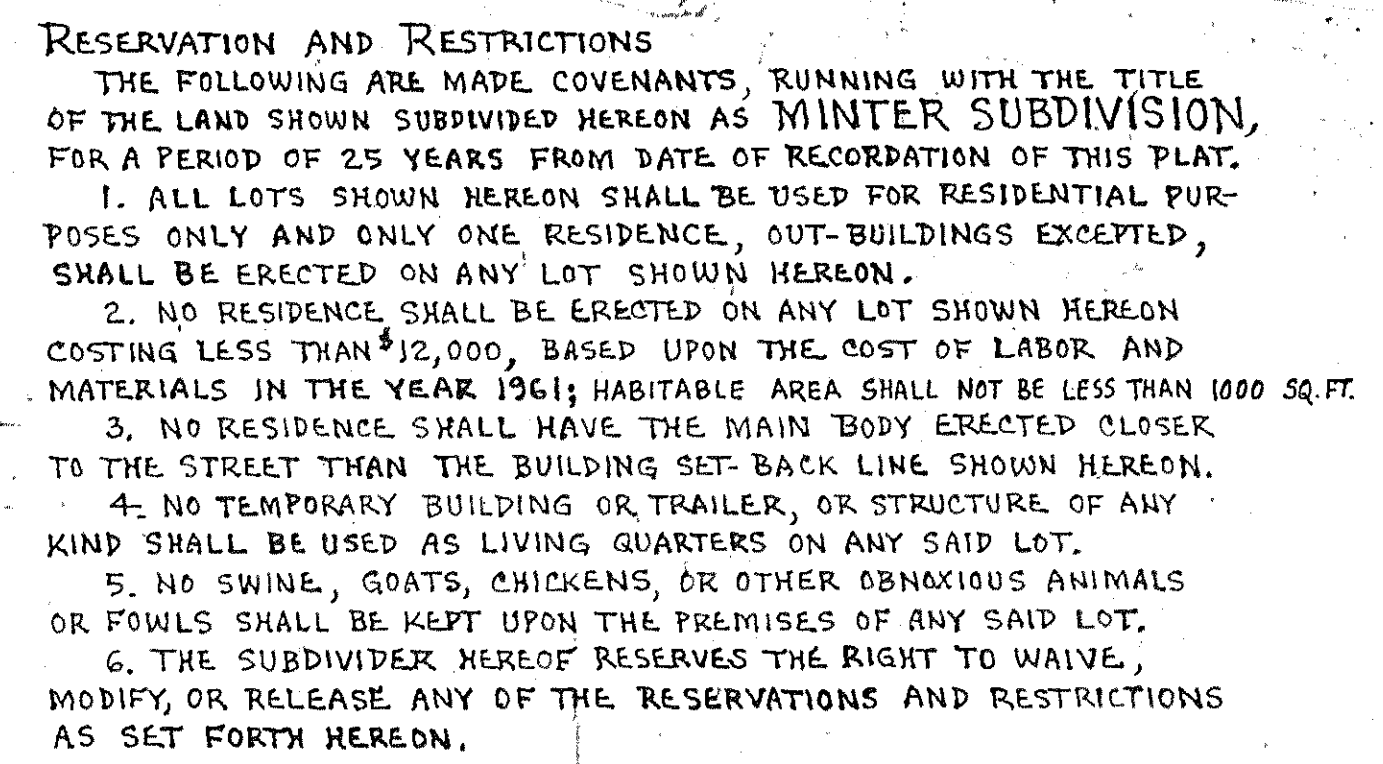 RESERVATION AND RESTRICTIONS
THE FOLLOWING ARE MADE COVENANTS, RUNNING WITH THE TITLE
OF THE LAND SHOWN SUBDIVIDED HEREON AS MINTER SUBDIVISION,
FOR A PERIOD OF 25 YEARS FROM DATE OF RECORDATION OF THIS PLAT.
1. ALL LOTS SHOWN HEREON SHALL BE USED FOR RESIDENTIAL PUR-
POSES ONLY AND ONLY ONE RESIDENCE, OUT-BUILDINGS EXCEPTED,
SHALL BE ERECTED ON ANY LOT SHOWN HEREON.
2. NO RESIDENCE SHALL BE ERECTED ON ANY LOT SHOWN HEREON
COSTING LESS THAN $12,000, BASED UPON THE COST OF LABOR AND
MATERIALS IN THE YEAR 1961; HABITABLE AREA SHALL NOT BE LESS THAN 1000 SQ.FT.
3. NO RESIDENCE SHALL HAVE THE MAIN BODY ERECTED CLOSER
TO THE STREET THAN THE BUILDING SET-BACK LINE SHOWN HEREON.
4. NO TEMPORARY BUILDING OR TRAILER, OR STRUCTURE OF ANY
KIND SHALL BE USED AS LIVING QUARTERS ON ANY SAID LOT.
5. NO SWINE, GOATS, CHICKENS, OR OTHER OBNOXIOUS ANIMALS
OR FOWLS SHALL BE KEPT UPON THE PREMISES OF ANY SAID LOT.
6. THE SUBDIVIDER HEREOF RESERVES THE RIGHT TO WAIVE,
MODIFY, OR RELEASE ANY OF THE RESERVATIONS AND RESTRICTIONS
AS SET FORTH HEREON.